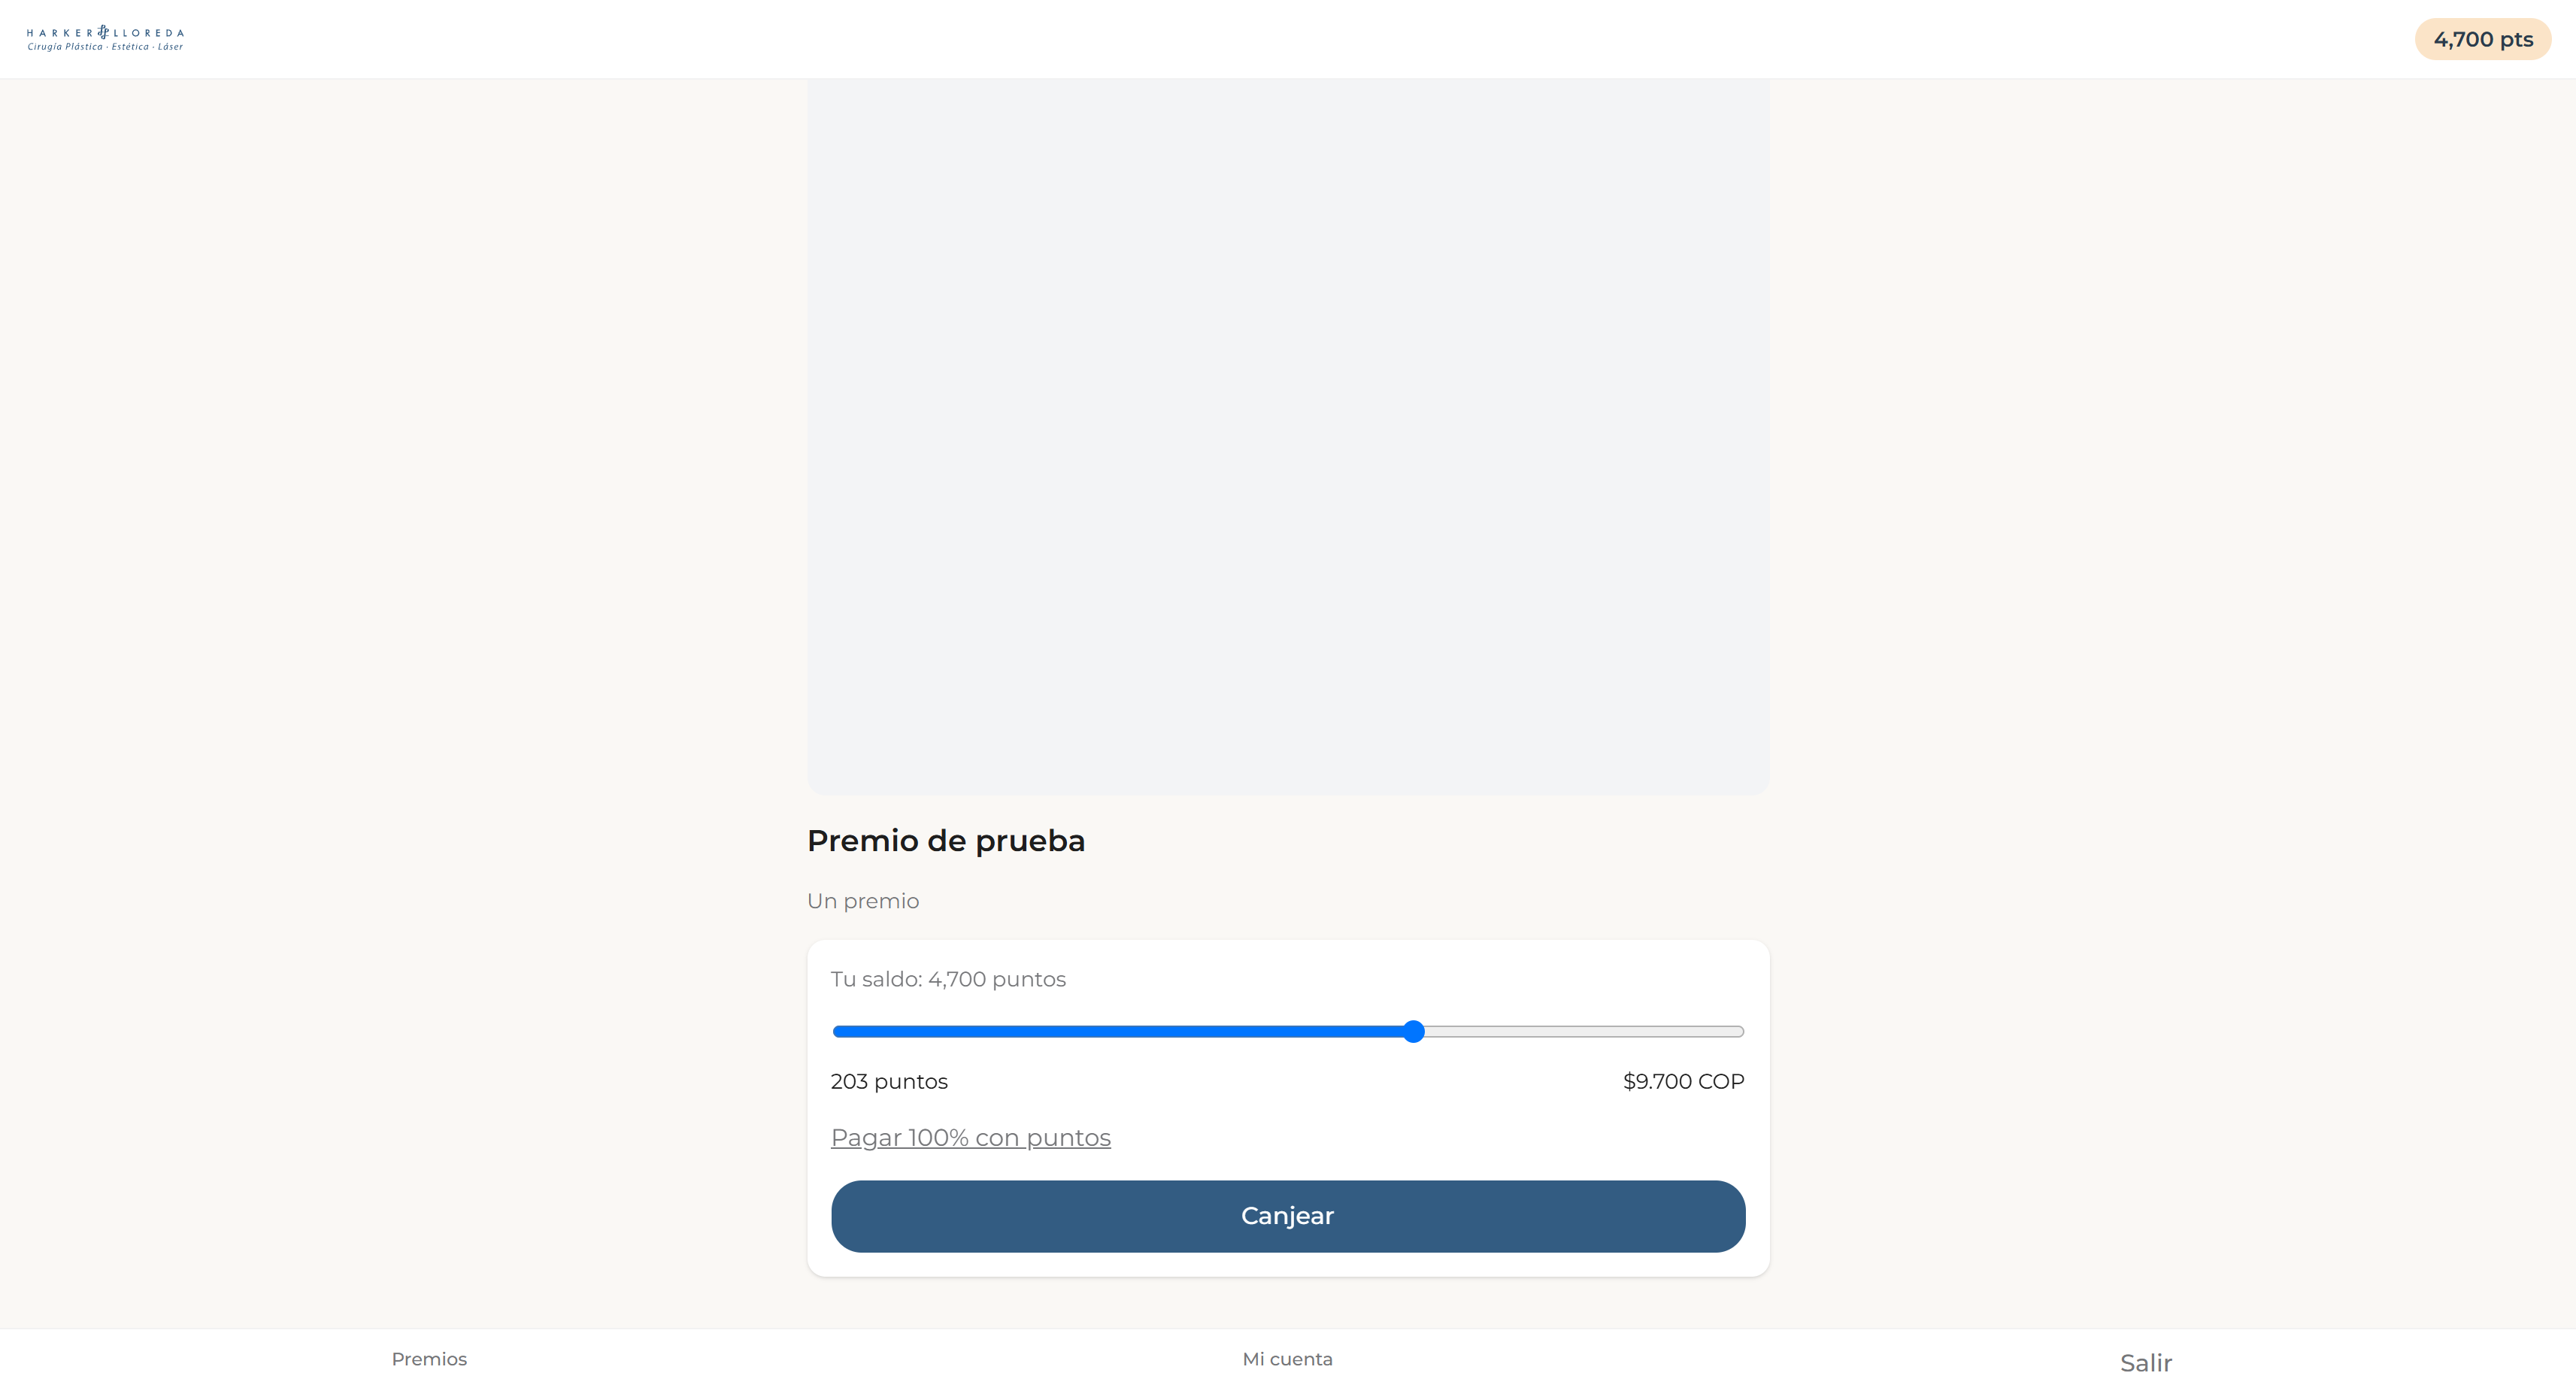 HARKER LLOREDA
Cirugía Plástica · Estética · Láser
4,700 pts
Premio de prueba
Un premio
Tu saldo: 4,700 puntos
203 puntos
$9.700 COP
Pagar 100% con puntos
Canjear
Premios
Mi cuenta
Salir